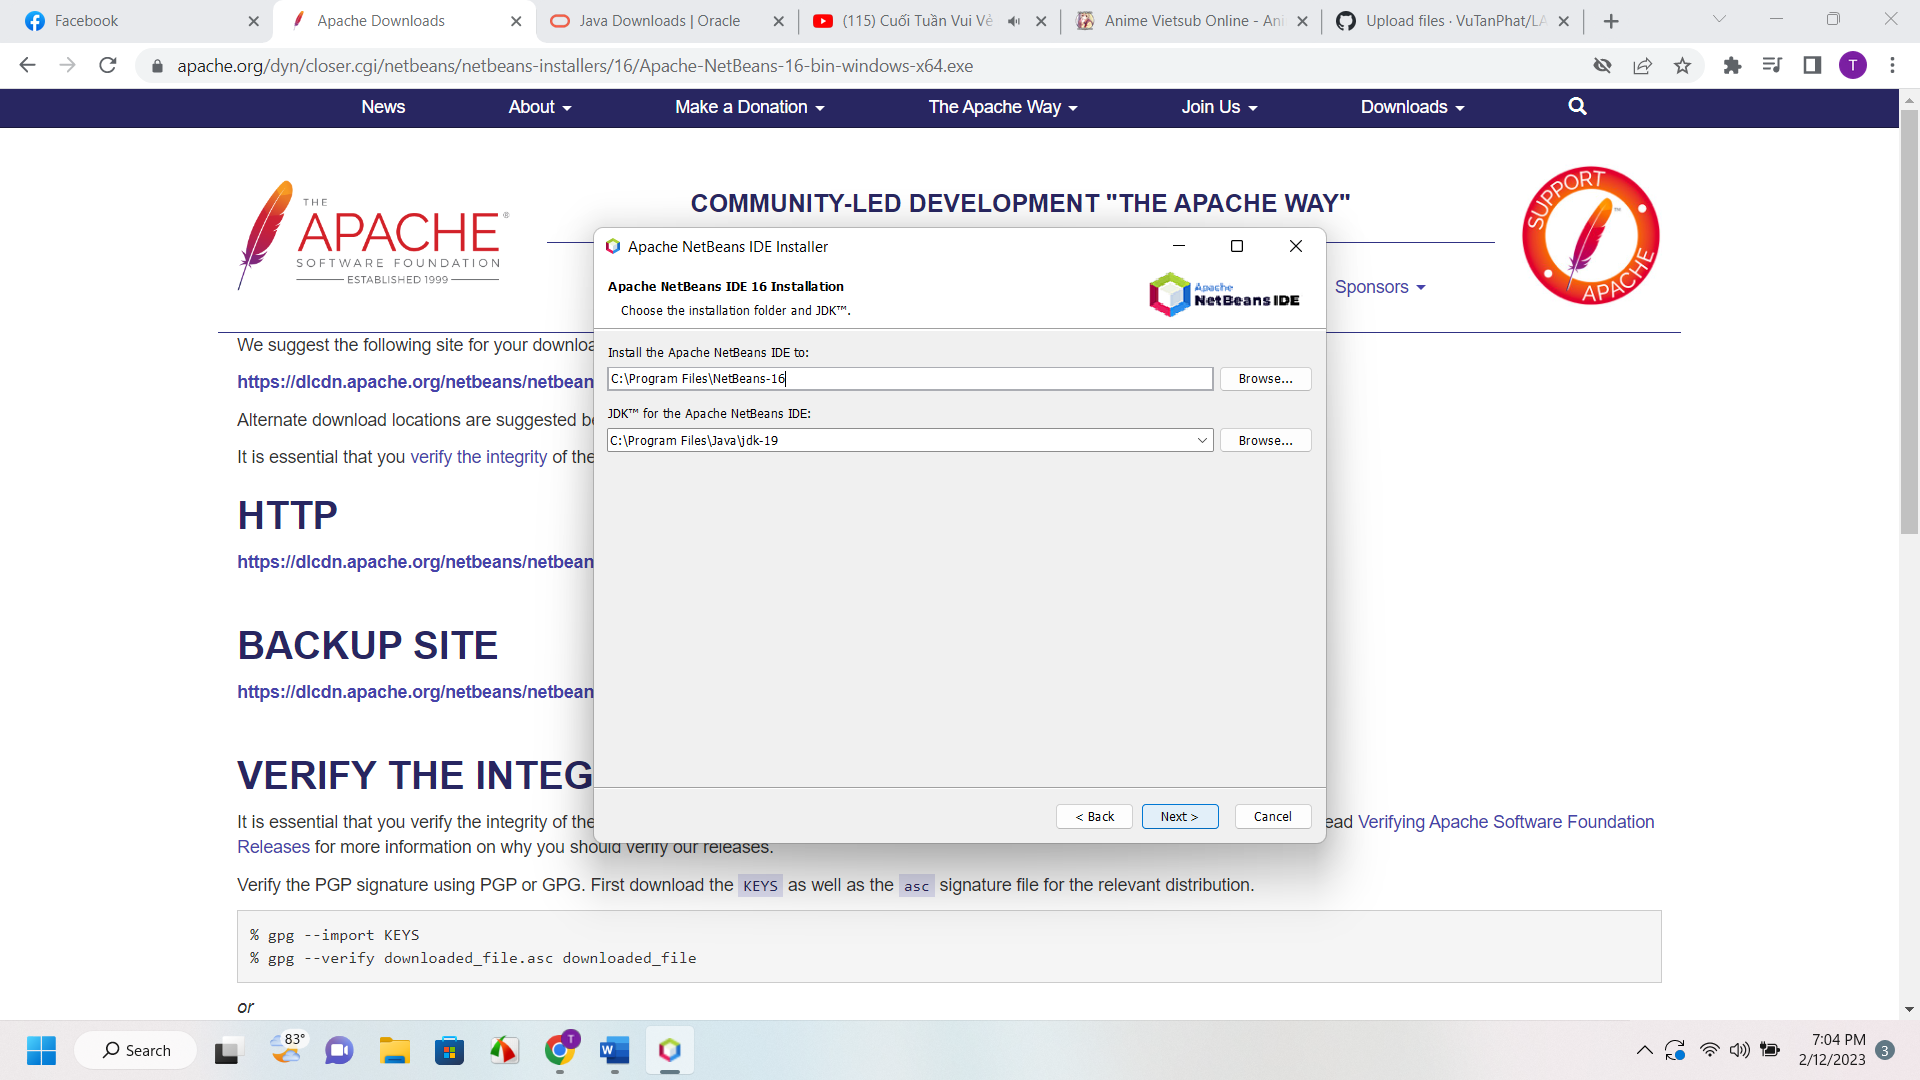 Facebook
Apache Downloads
Java Downloads | Oracle
(115) Cuối Tuần Vui Vẻ
Anime Vietsub Online - Ani
Upload files · VuTanPhat/LA
apache.org/dyn/closer.cgi/netbeans/netbeans-installers/16/Apache-NetBeans-16-bin-windows-x64.exe
T
News
About
Make a Donation
The Apache Way
Join Us
Downloads
THE
APACHE®
SOFTWARE FOUNDATION
ESTABLISHED 1999
COMMUNITY-LED DEVELOPMENT "THE APACHE WAY"
SUPPORT
APACHE
Sponsors
Apache NetBeans IDE Installer
Apache NetBeans IDE 16 Installation
Choose the installation folder and JDK™.
Apache
NetBeans IDE
Install the Apache NetBeans IDE to:
C:\Program Files\NetBeans-16
Browse...
JDK™ for the Apache NetBeans IDE:
C:\Program Files\Java\jdk-19
Browse...
< Back
Next >
Cancel
We suggest the following site for your downloa
https://dlcdn.apache.org/netbeans/netbean
Alternate download locations are suggested be
It is essential that you verify the integrity of the
HTTP
https://dlcdn.apache.org/netbeans/netbean
BACKUP SITE
https://dlcdn.apache.org/netbeans/netbean
VERIFY THE INTEG
It is essential that you verify the integrity of the ead Verifying Apache Software Foundation
Releases for more information on why you should verify our releases.
Verify the PGP signature using PGP or GPG. First download the KEYS as well as the asc signature file for the relevant distribution.
% gpg --import KEYS
% gpg --verify downloaded_file.asc downloaded_file
or
Search
83°
T
W
7:04 PM
2/12/2023
3